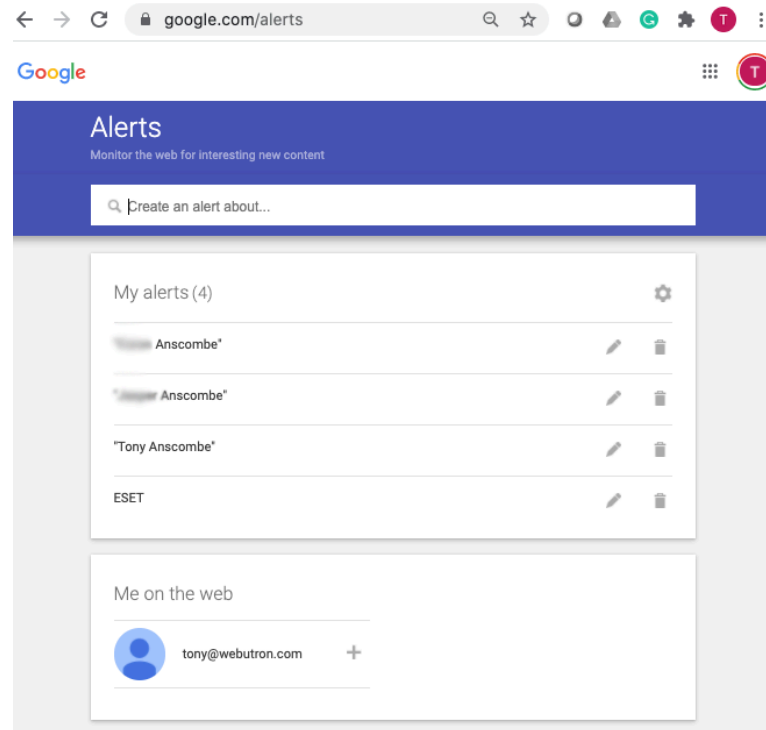 google.com/alerts
T
Google
T
Alerts
Monitor the web for interesting new content
Create an alert about...
My alerts (4)
Anscombe"
Anscombe"
"Tony Anscombe"
ESET
Me on the web
tony@webutron.com